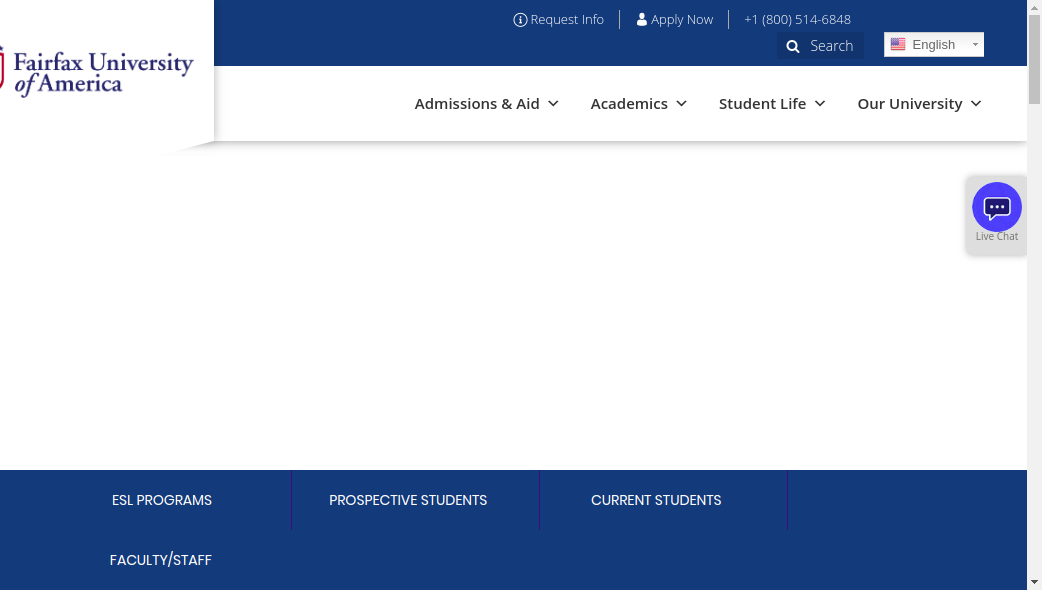 Request Info
Apply Now
+1 (800) 514-6848
Search
English
Fairfax University
of America
Admissions & Aid
Academics
Student Life
Our University
Live Chat
ESL PROGRAMS
PROSPECTIVE STUDENTS
CURRENT STUDENTS
FACULTY/STAFF